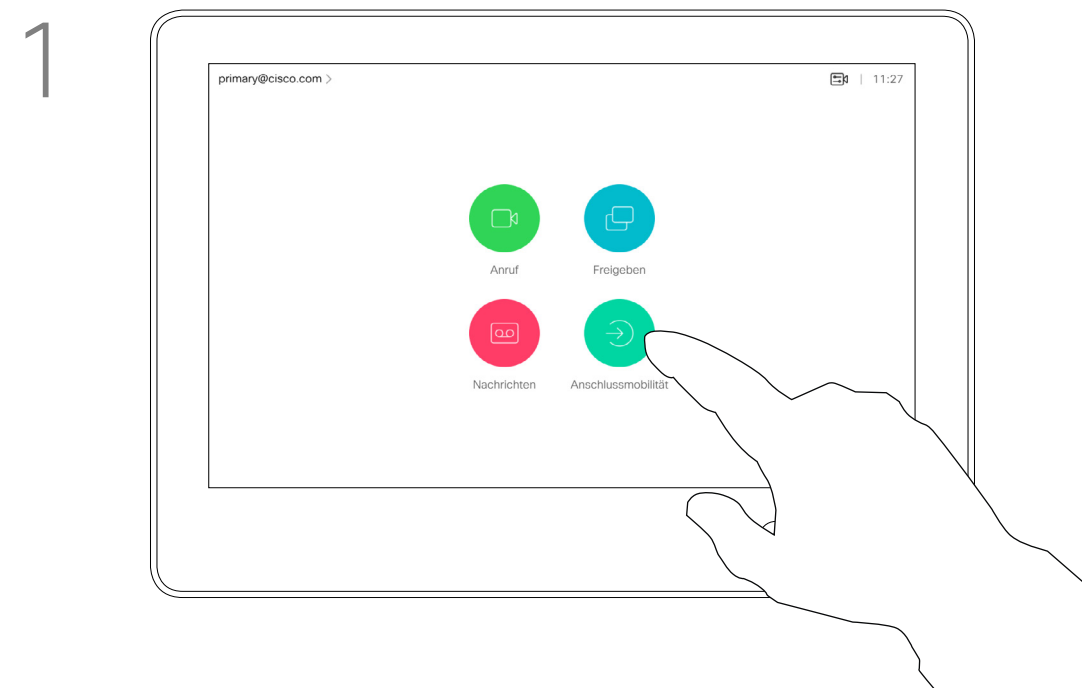 1
primary@cisco.com >
11:27
Anruf
Freigeben
Nachrichten
Anschlussmobilität